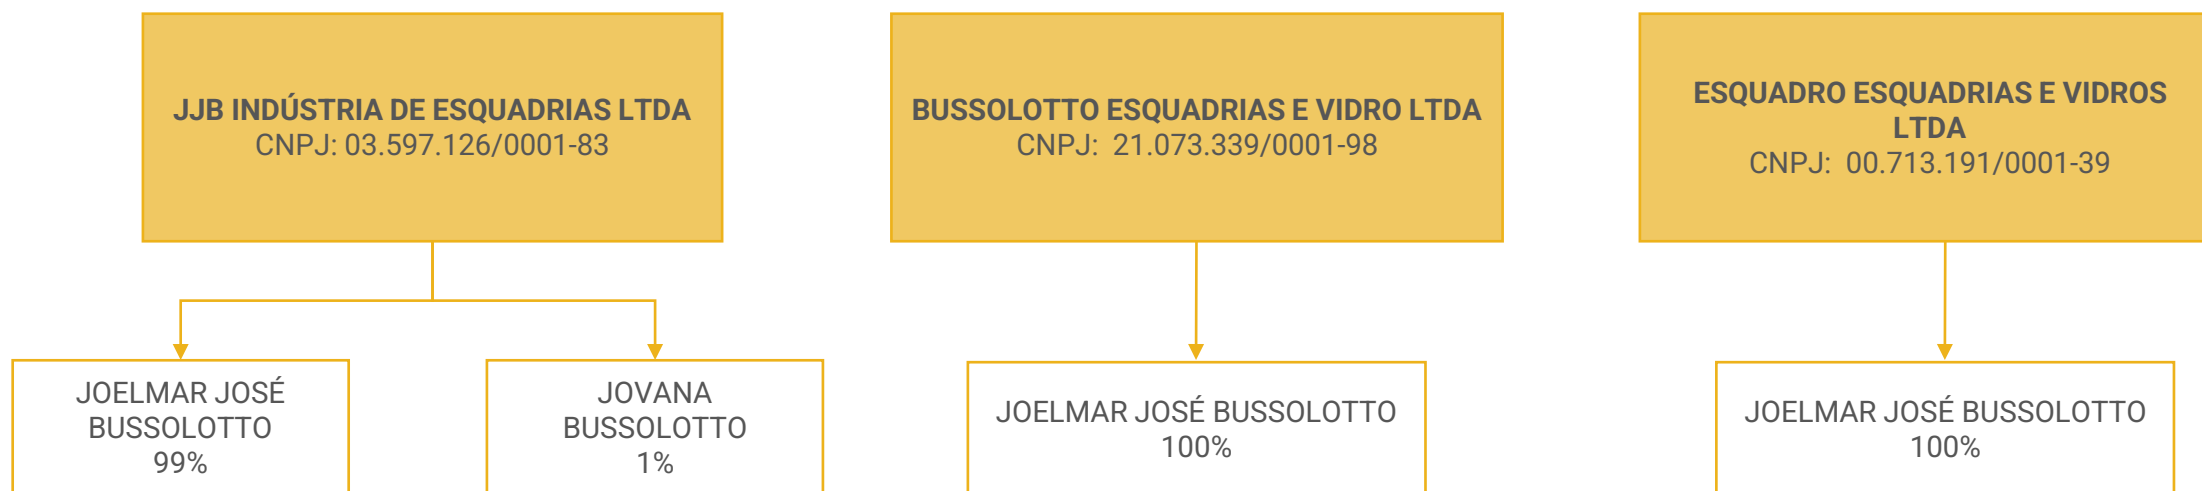 JJB INDÚSTRIA DE ESQUADRIAS LTDA
CNPJ: 03.597.126/0001-83
BUSSOLOTTO ESQUADRIAS E VIDRO LTDA
CNPJ: 21.073.339/0001-98
ESQUADRO ESQUADRIAS E VIDROS
LTDA
CNPJ: 00.713.191/0001-39
JOELMAR JOSÉ
BUSSOLOTTO
99%
JOVANA
BUSSOLOTTO
1%
JOELMAR JOSÉ BUSSOLOTTO
100%
JOELMAR JOSÉ BUSSOLOTTO
100%